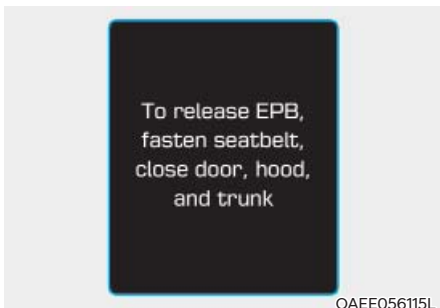 To release EPB,
fasten seatbelt,
close door, hood,
and trunk
OAEE056115L